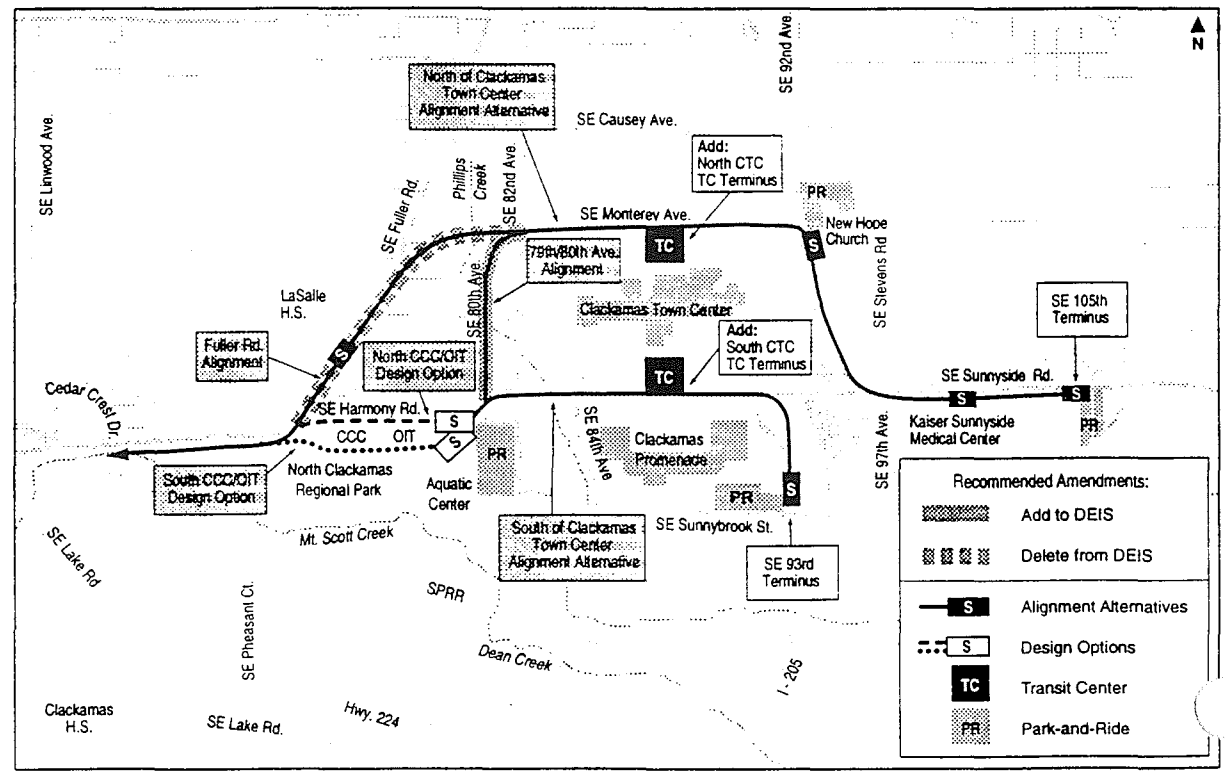 N
SE 92nd Ave.
North of Clackamas
Town Center
Alignment Alternative
SE Causey Ave.
SE Linwood Ave.
Add:
North CTC
TC Terminus
Phillips
Creek
SE 82nd Ave.
SE Fuller Rd.
PR
SE Monterey Ave.
New Hope
Church
TC
S
79th/80th Ave.
Alignment
SE 80th Ave.
SE Stevens Rd
LaSalle
H.S.
Clackamas Town Center
SE 105th
Terminus
Add:
South CTC
TC Terminus
Fuller Rd.
Alignment
S
North CCC/OIT
Design Option
TC
SE Sunnyside Rd.
S
S
Cedar Crest Dr.
SE Harmony Rd.
S
Kaiser Sunnyside
Medical Center
PR
CCC
OIT
S
SE 84th Ave
Clackamas
Promenade
SE 97th Ave.
PR
South CCC/OIT
Design Option
North Clackamas
Regional Park
Aquatic
Center
PR
S
Mt. Scott Creek
South of Clackamas
Town Center
Alignment Alternative
SE Sunnybrook St.
SE Lake Rd
SE 93rd
Terminus
SE Pheasant Ct.
SPRR
Dean Creek
I - 205
Clackamas
H.S.
SE Lake Rd.
Hwy. 224
Recommended Amendments:
Add to DEIS
Delete from DEIS
S Alignment Alternatives
S Design Options
TC Transit Center
PR Park-and-Ride